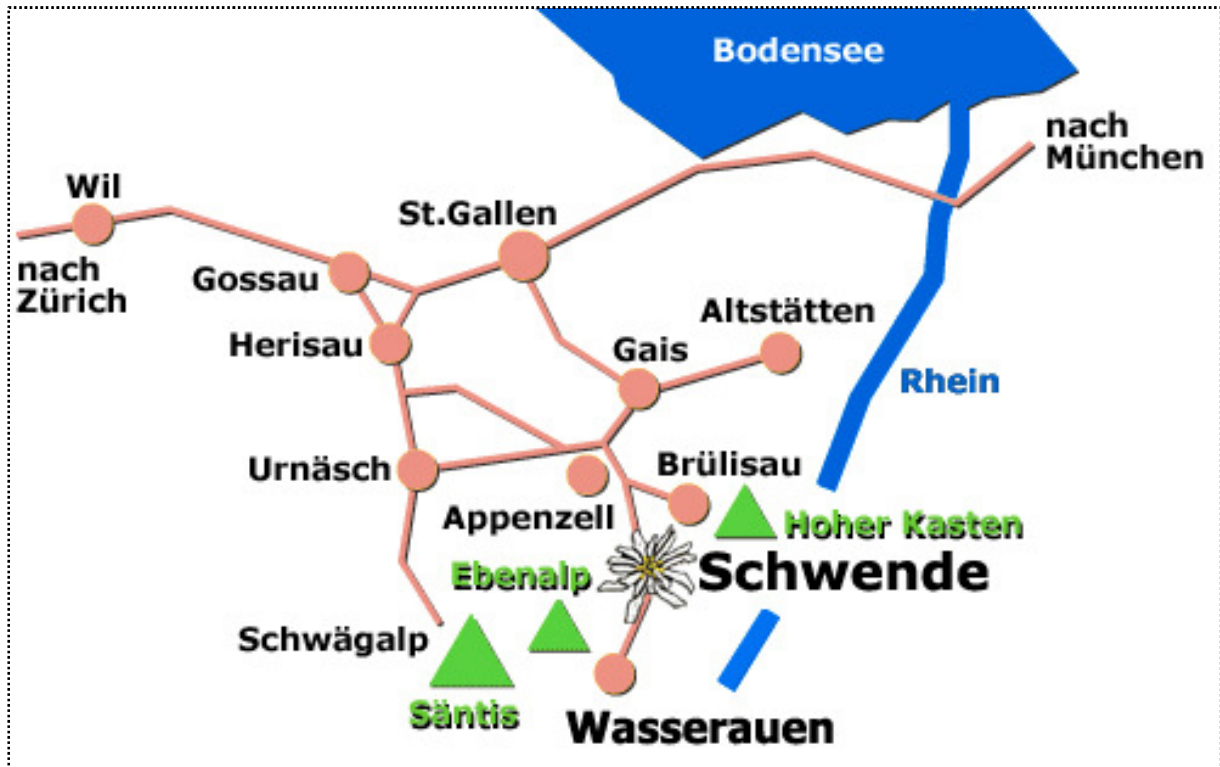 Bodensee
nach
München
Wil
St.Gallen
nach
Zürich
Gossau
Altstätten
Herisau
Gais
Rhein
Urnäsch
Brülisau
Appenzell
Hoher Kasten
Ebenalp
Schwende
Schwägalp
Säntis
Wasserauen